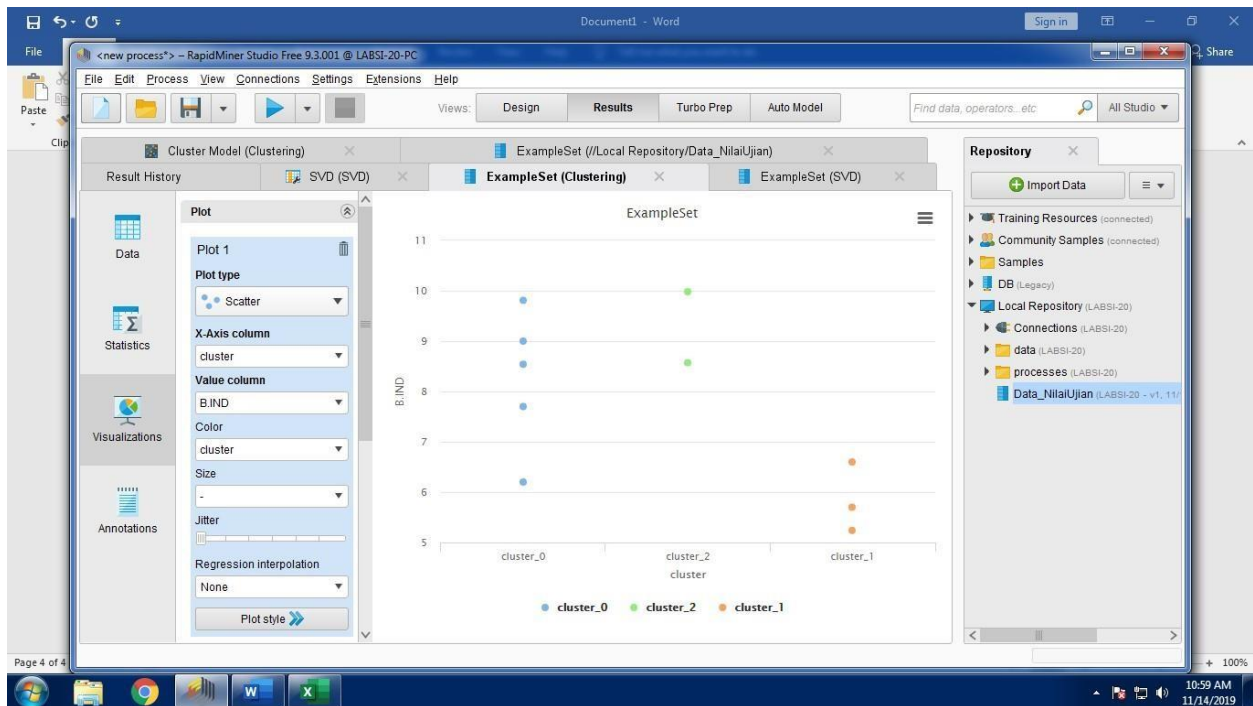 Document1 - Word
Sign in
File
Share
Paste
Clip
<new process*> – RapidMiner Studio Free 9.3.001 @ LABSI-20-PC
File Edit Process View Connections Settings Extensions Help
Views: Design Results Turbo Prep Auto Model
Find data, operators...etc
All Studio
Cluster Model (Clustering)
ExampleSet (//Local Repository/Data_NilaiUjian)
Result History
SVD (SVD)
ExampleSet (Clustering)
ExampleSet (SVD)
Data
Statistics
Visualizations
Annotations
Plot
Plot 1
Plot type
Scatter
X-Axis column
cluster
Value column
B.IND
Color
cluster
Size
-
Jitter
Regression interpolation
None
Plot style
ExampleSet
11
10
9
8
7
6
5
B.IND
cluster_0 cluster_2 cluster_1
cluster
cluster_0 cluster_2 cluster_1
Repository
Import Data
Training Resources (connected)
Community Samples (connected)
Samples
DB (Legacy)
Local Repository (LABSI-20)
Connections (LABSI-20)
data (LABSI-20)
processes (LABSI-20)
Data_NilaiUjian (LABSI-20 - v1, 11/
Page 4 of 4
+ 100%
10:59 AM
11/14/2019